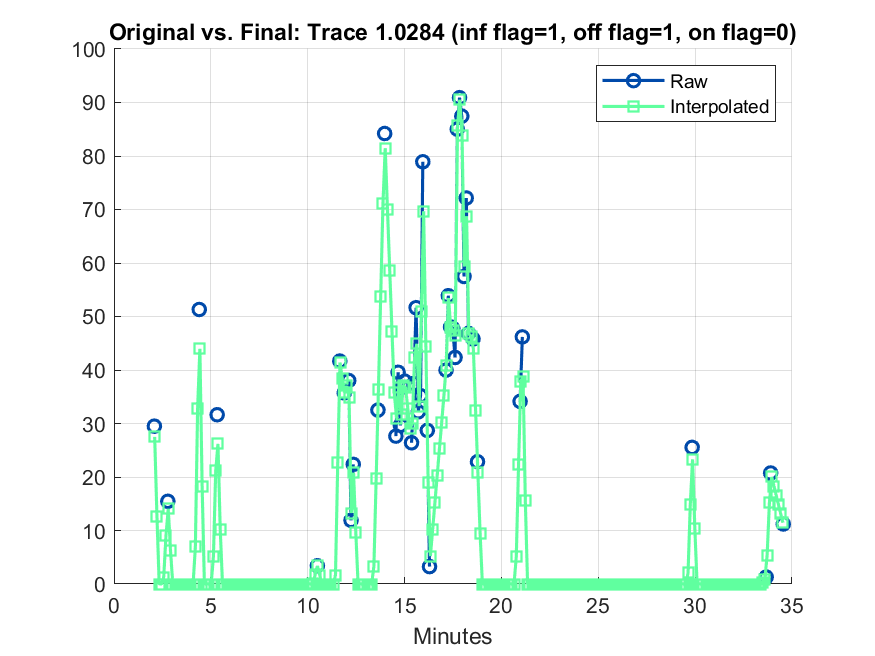 Original vs. Final: Trace 1.0284 (inf flag=1, off flag=1, on flag=0)
100
90
80
70
60
50
40
30
20
10
0
Raw
Interpolated
0 5 10 15 20 25 30 35
Minutes